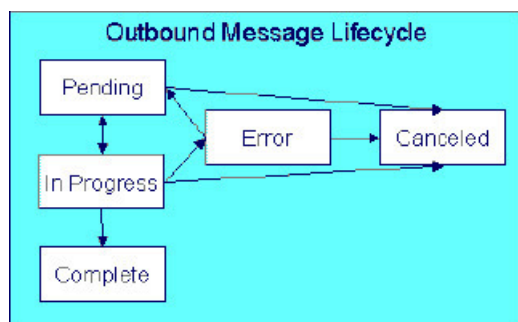 Outbound Message Lifecycle
Pending
Error
Canceled
In Progress
Complete